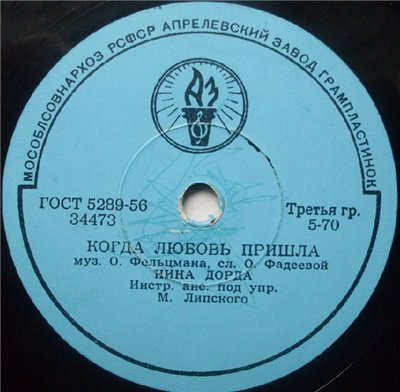 МОСОБЛСОВНАРХОЗ РСФСР АПРЕЛЕВСКИЙ ЗАВОД ГРАМПЛАСТИНОК
АЗ
ГОСТ 5289-56
34473
Третья гр.
5-70
КОГДА ЛЮБОВЬ ПРИШЛА
муз. О. Фельцмана, сл. О. Фадеевой
НИНА ДОРДА
Инстр. анс. под упр.
М. Липского